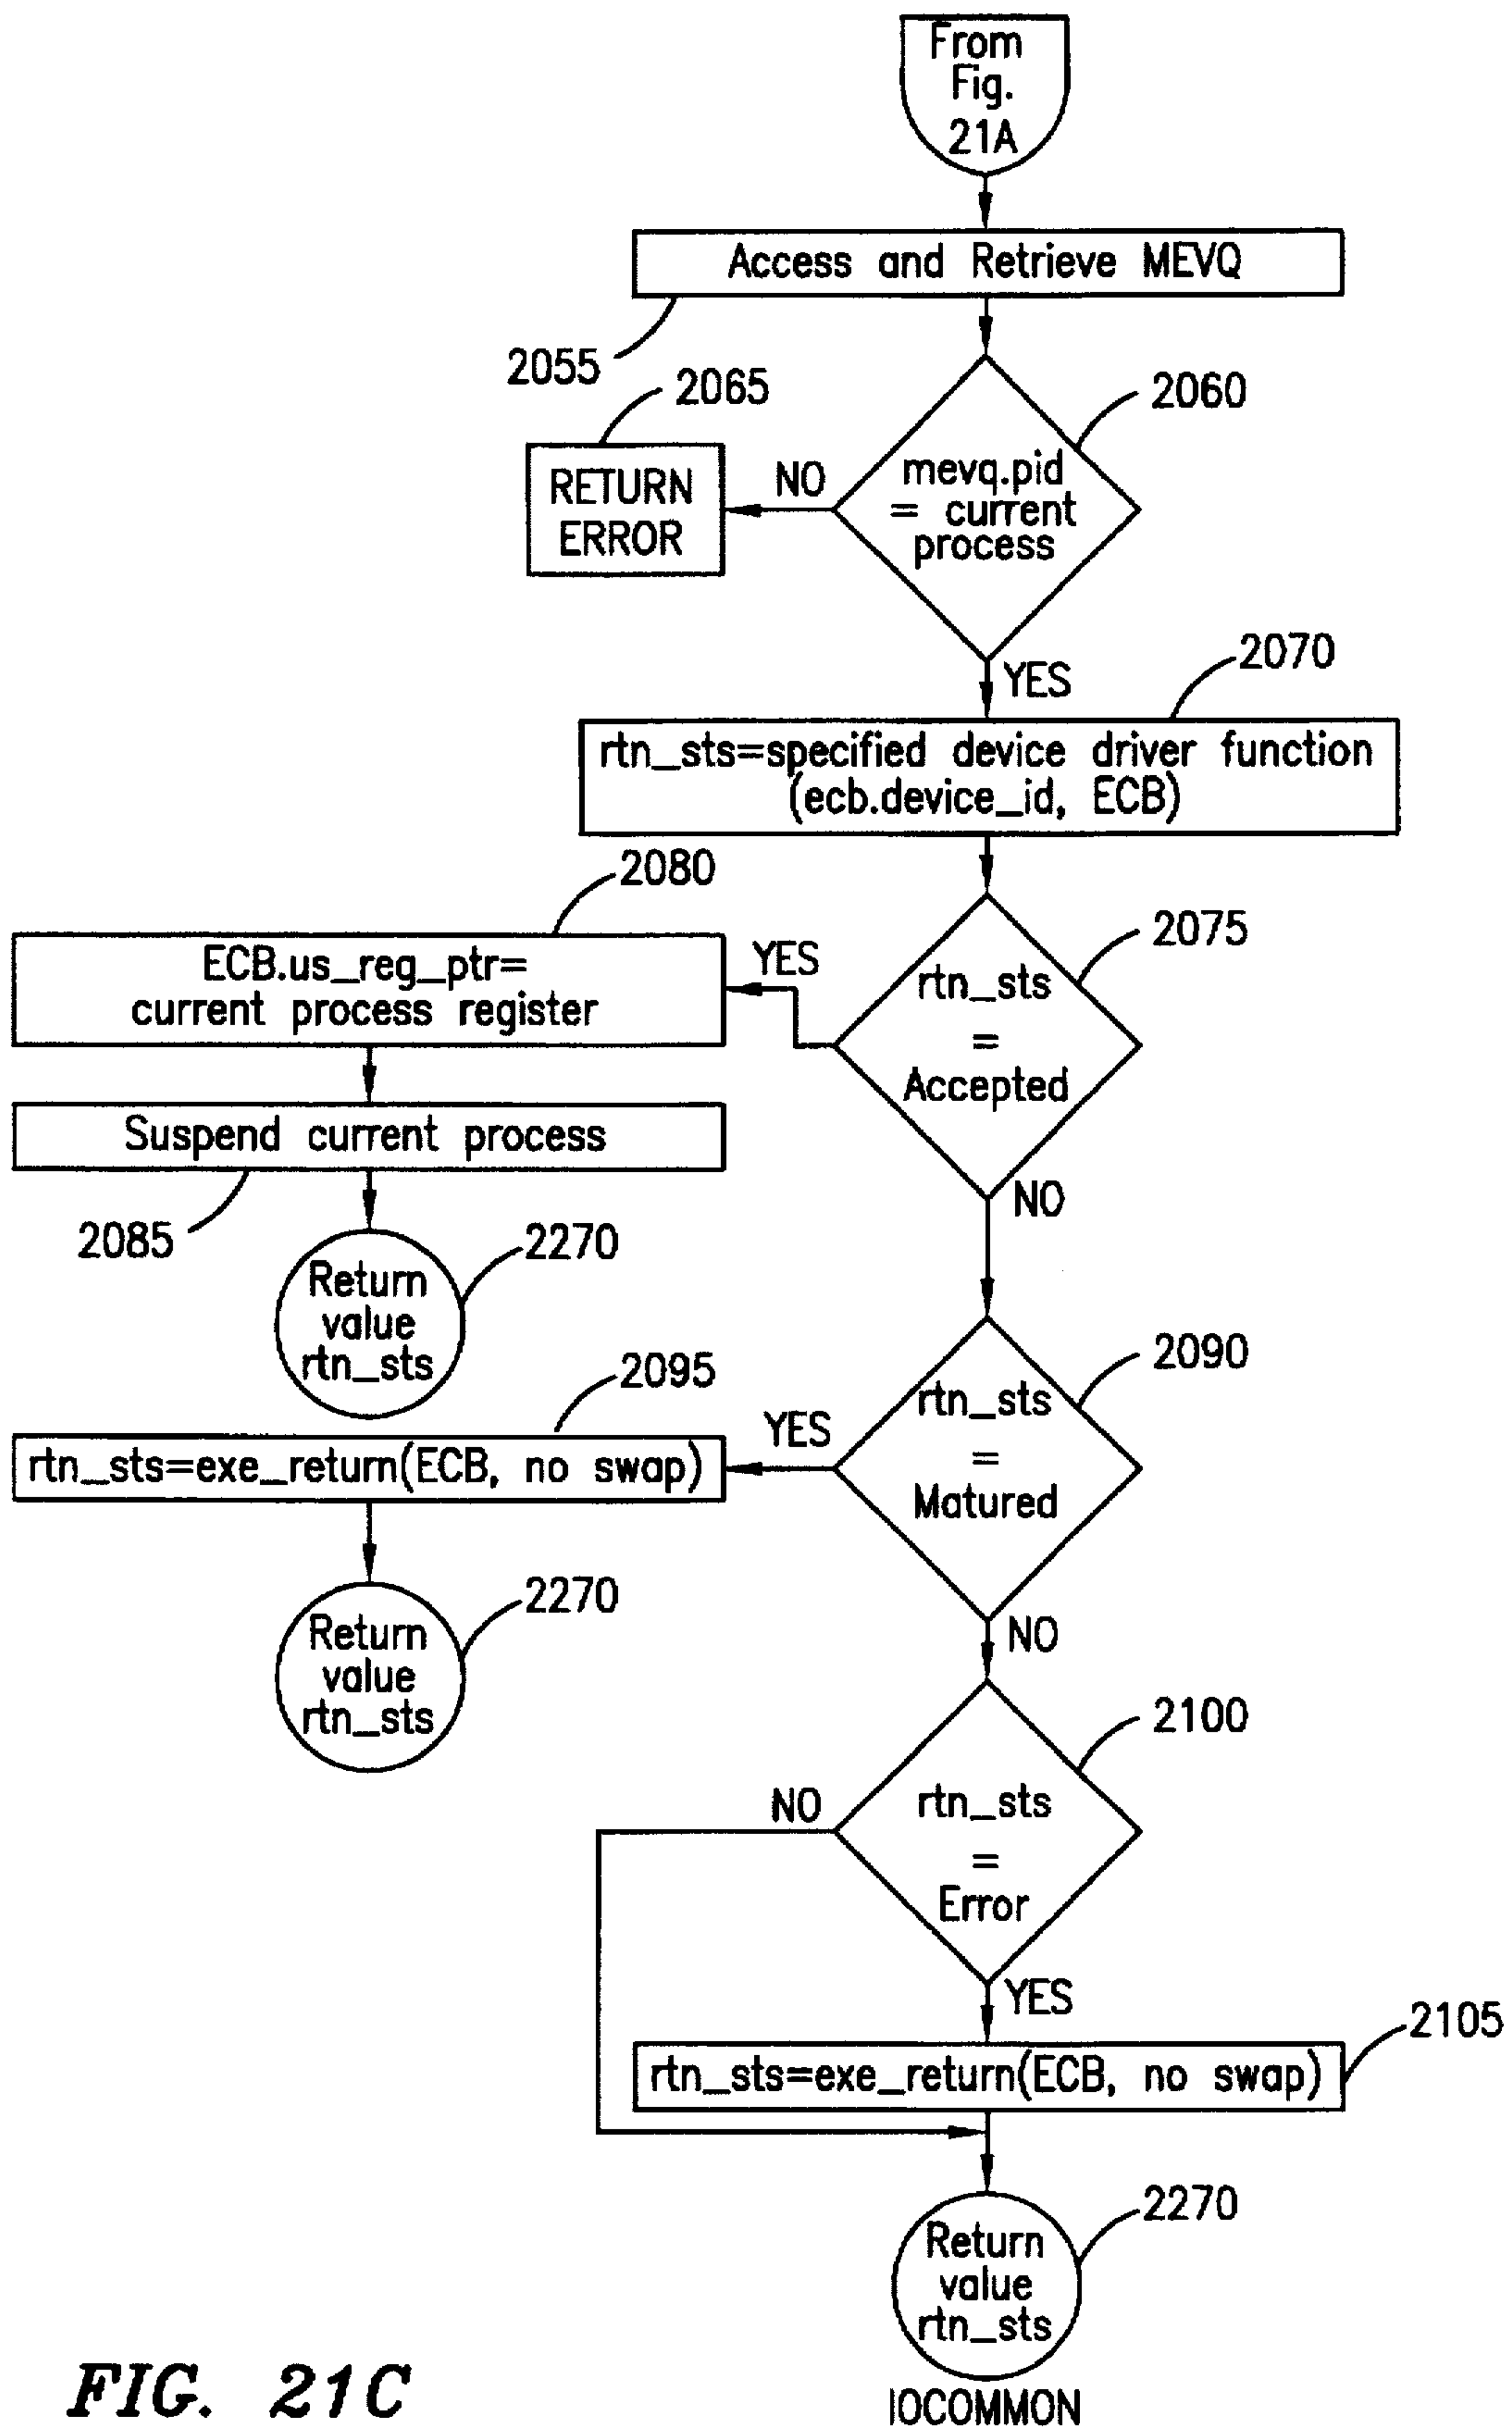 From
Fig.
21A
Access and Retrieve MEVQ
2055
2065
2060
mevq.pid
= current
process
NO
RETURN
ERROR
YES
2070
rtn_sts=specified device driver function
(ecb.device_id, ECB)
2080
2075
ECB.us_reg_ptr=
current process register
YES
rtn_sts
=
Accepted
Suspend current process
NO
2085
2270
Return
value
rtn_sts
2090
2095
rtn_sts
=
Matured
YES
rtn_sts=exe_return(ECB, no swap)
2270
NO
Return
value
rtn_sts
2100
NO
rtn_sts
=
Error
YES
2105
rtn_sts=exe_return(ECB, no swap)
2270
Return
value
rtn_sts
FIG. 21C
IOCOMMON